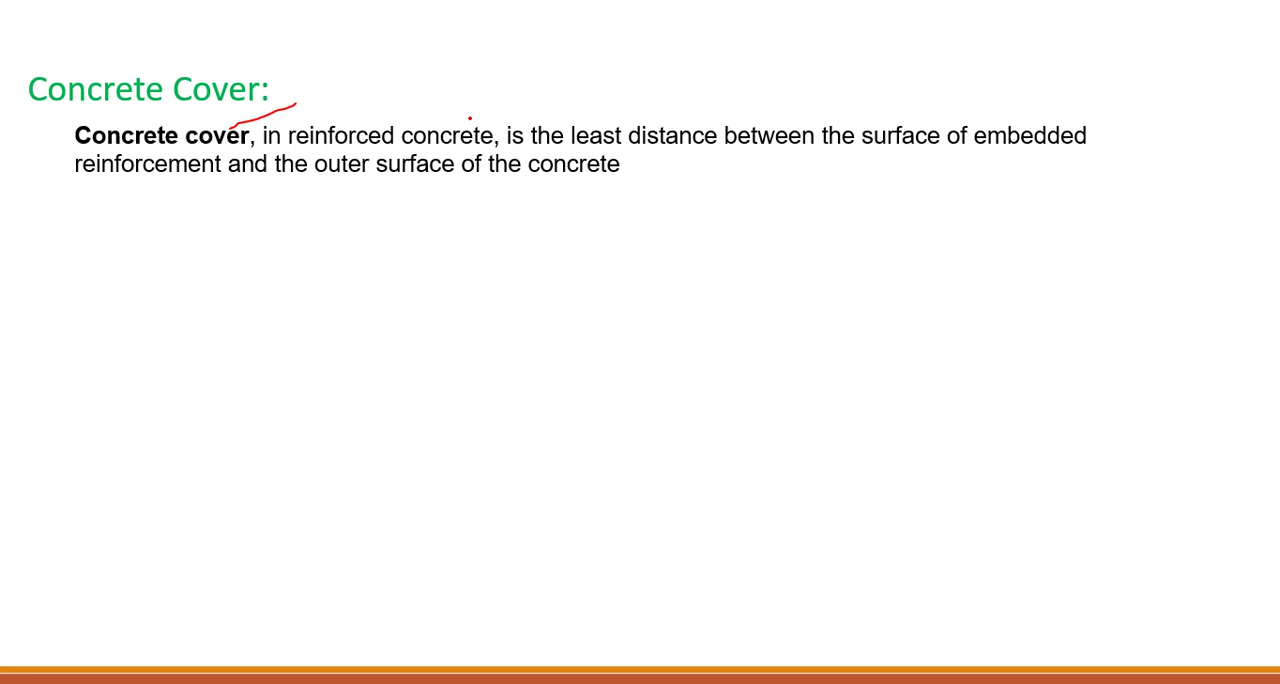 Concrete Cover:
Concrete cover, in reinforced concrete, is the least distance between the surface of embedded
reinforcement and the outer surface of the concrete